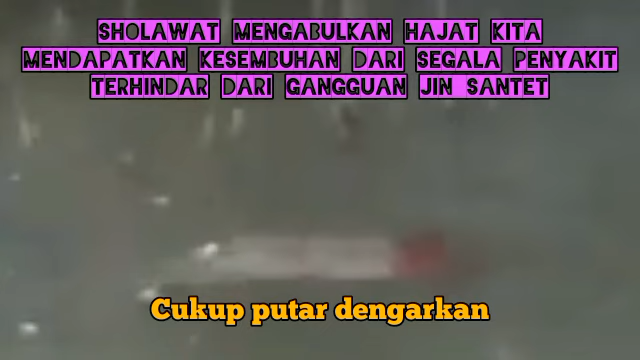 SHOLAWAT MENGABULKAN HAJAT KITA
MENDAPATKAN KESEMBUHAN DARI SEGALA PENYAKIT
TERHINDAR DARI GANGGUAN JIN SANTET
Cukup putar dengarkan